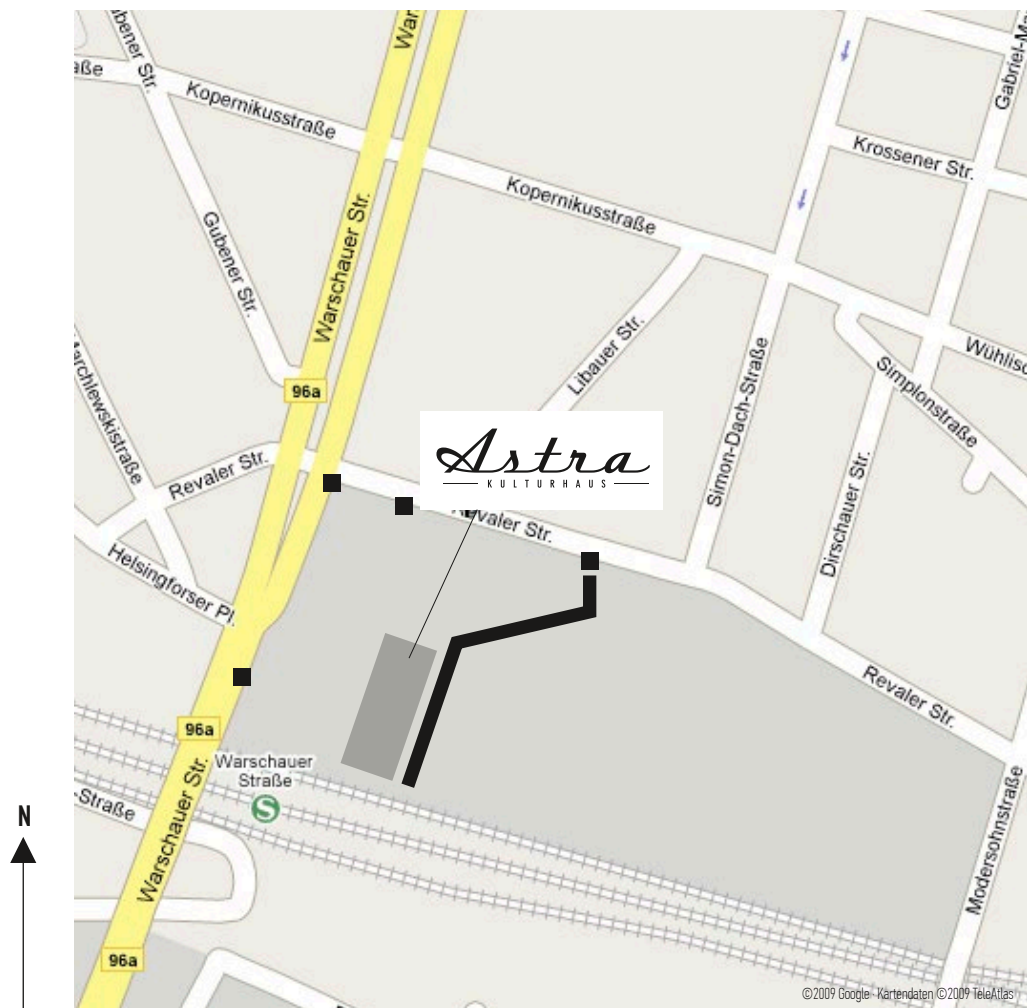 Gubener Str.
Kopernikusstraße
Kopernikusstraße
Krossener Str.
Gubener Str.
Warschauer Str.
Libauer Str.
Simon-Dach-Straße
Simplonstraße
96a
Astra
KULTURHAUS
Revaler Str.
Revaler Str.
Dirschauer Str.
Helsingforser Pl.
Revaler Str.
96a
Warschauer
Straße
S
-Straße
Warschauer Str.
Modersohnstraße
N
96a
©2009 Google Kartendaten ©2009 TeleAtlas